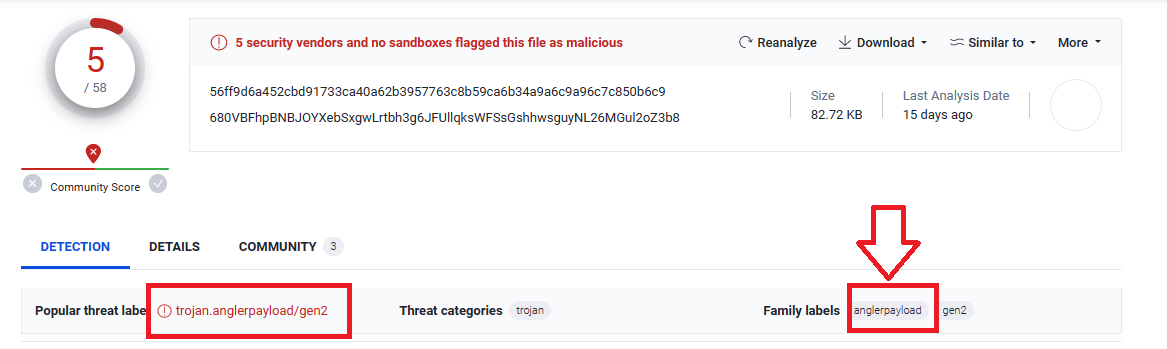 5
/ 58
Community Score
5 security vendors and no sandboxes flagged this file as malicious
Reanalyze
Download
Similar to
More
56ff9d6a452cbd91733ca40a62b3957763c8b59ca6b34a9a6c9a96c7c850b6c9
680VBFhpBNBJOYXebSxgwLrtbh3g6JFUllqksWFSsGshhwsguyNL26MGul2oZ3b8
Size
82.72 KB
Last Analysis Date
15 days ago
DETECTION
DETAILS
COMMUNITY 3
Popular threat label trojan.anglerpayload/gen2
Threat categories trojan
Family labels anglerpayload gen2